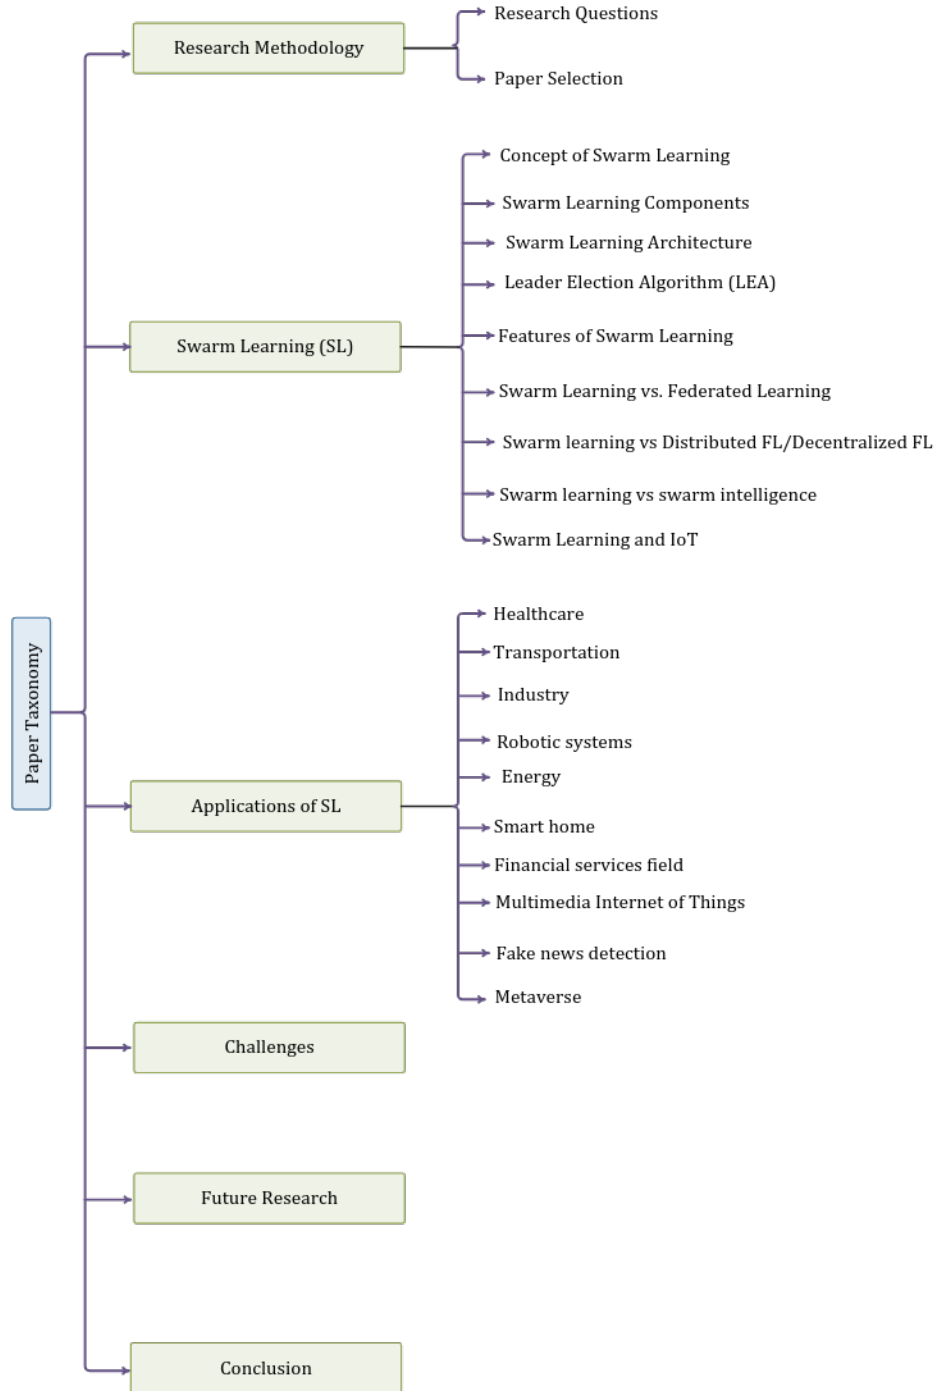 Paper Taxonomy
Research Methodology
Research Questions
Paper Selection
Swarm Learning (SL)
Concept of Swarm Learning
Swarm Learning Components
Swarm Learning Architecture
Leader Election Algorithm (LEA)
Features of Swarm Learning
Swarm Learning vs. Federated Learning
Swarm learning vs Distributed FL/Decentralized FL
Swarm learning vs swarm intelligence
Swarm Learning and IoT
Applications of SL
Healthcare
Transportation
Industry
Robotic systems
Energy
Smart home
Financial services field
Multimedia Internet of Things
Fake news detection
Metaverse
Challenges
Future Research
Conclusion